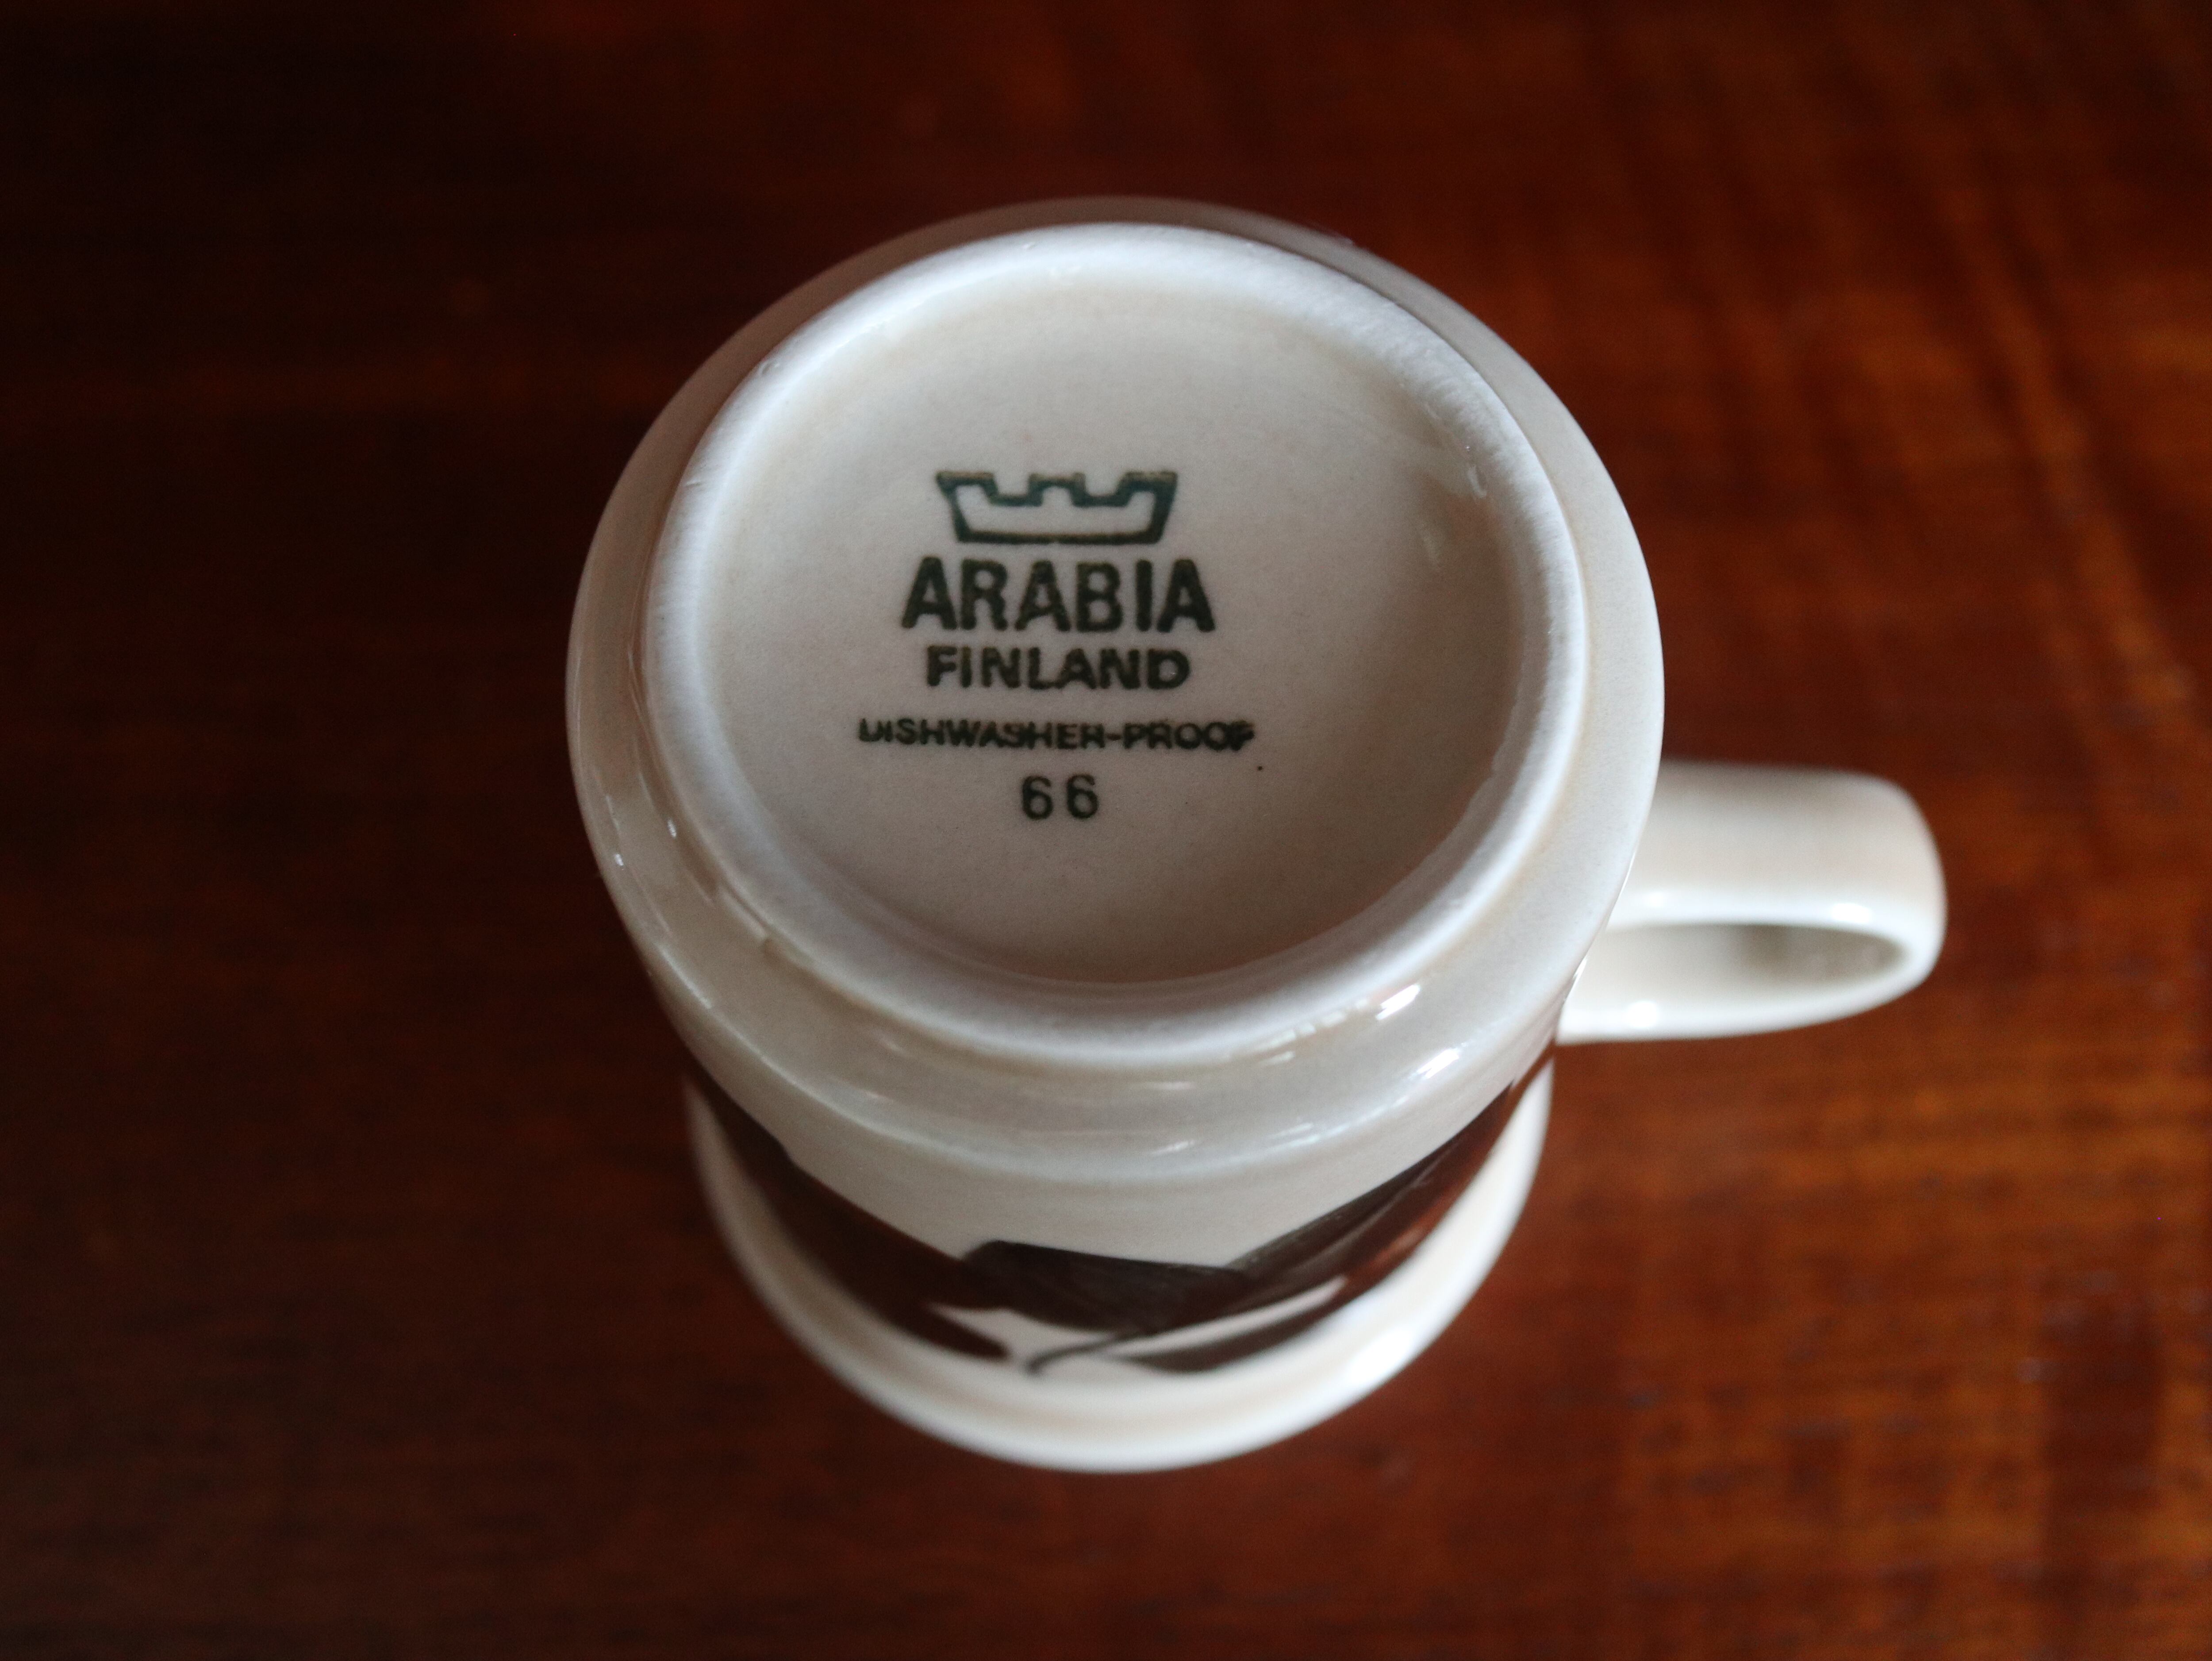 ARABIA
FINLAND
DISHWASHER-PROOF
66